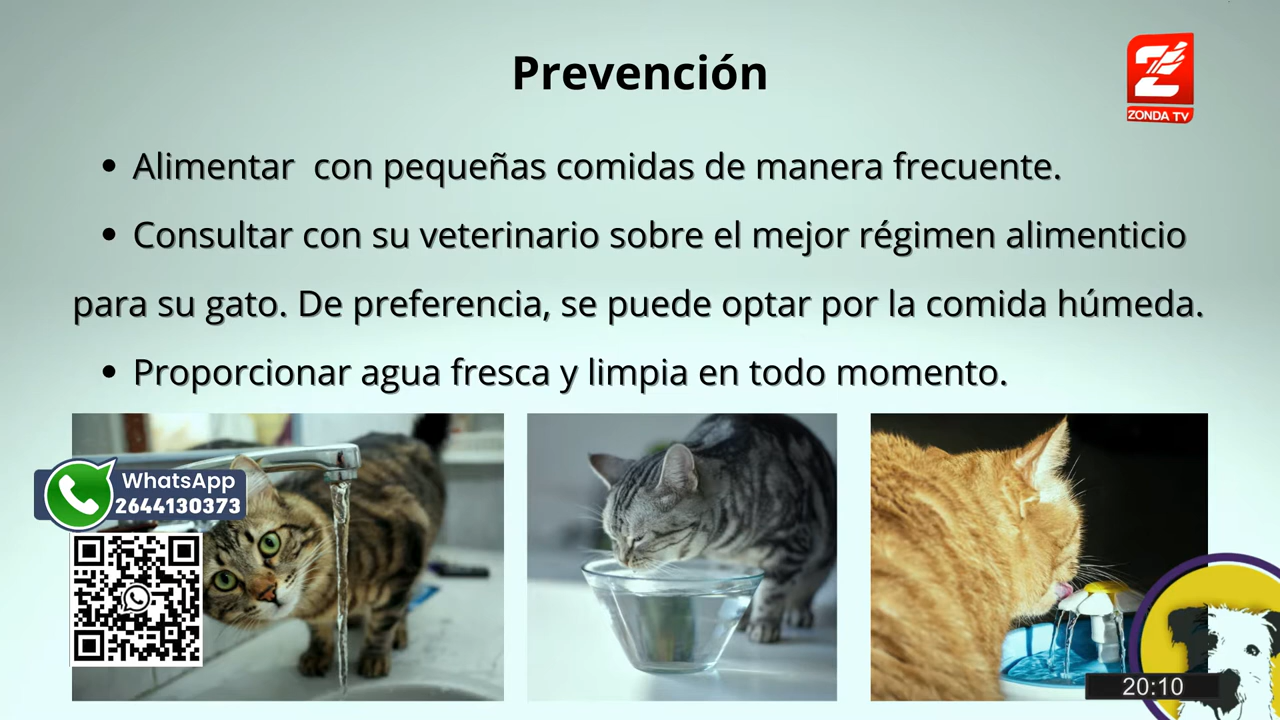 Prevención
ZONDA TV
• Alimentar  con pequeñas comidas de manera frecuente.
• Consultar con su veterinario sobre el mejor régimen alimenticio
para su gato. De preferencia, se puede optar por la comida húmeda.
• Proporcionar agua fresca y limpia en todo momento.
WhatsApp
2644130373
20:10